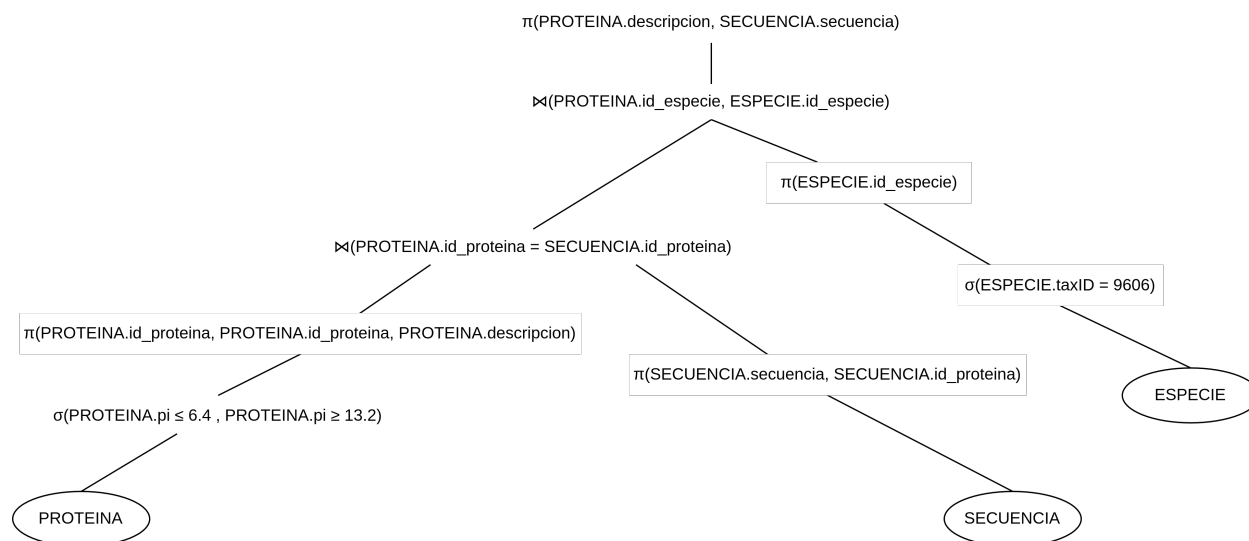 π(PROTEINA.descripcion, SECUENCIA.secuencia)
⋈(PROTEINA.id_especie, ESPECIE.id_especie)
π(ESPECIE.id_especie)
⋈(PROTEINA.id_proteina = SECUENCIA.id_proteina)
σ(ESPECIE.taxID = 9606)
π(PROTEINA.id_proteina, PROTEINA.id_proteina, PROTEINA.descripcion)
π(SECUENCIA.secuencia, SECUENCIA.id_proteina)
ESPECIE
σ(PROTEINA.pi ≤ 6.4 , PROTEINA.pi ≥ 13.2)
PROTEINA
SECUENCIA